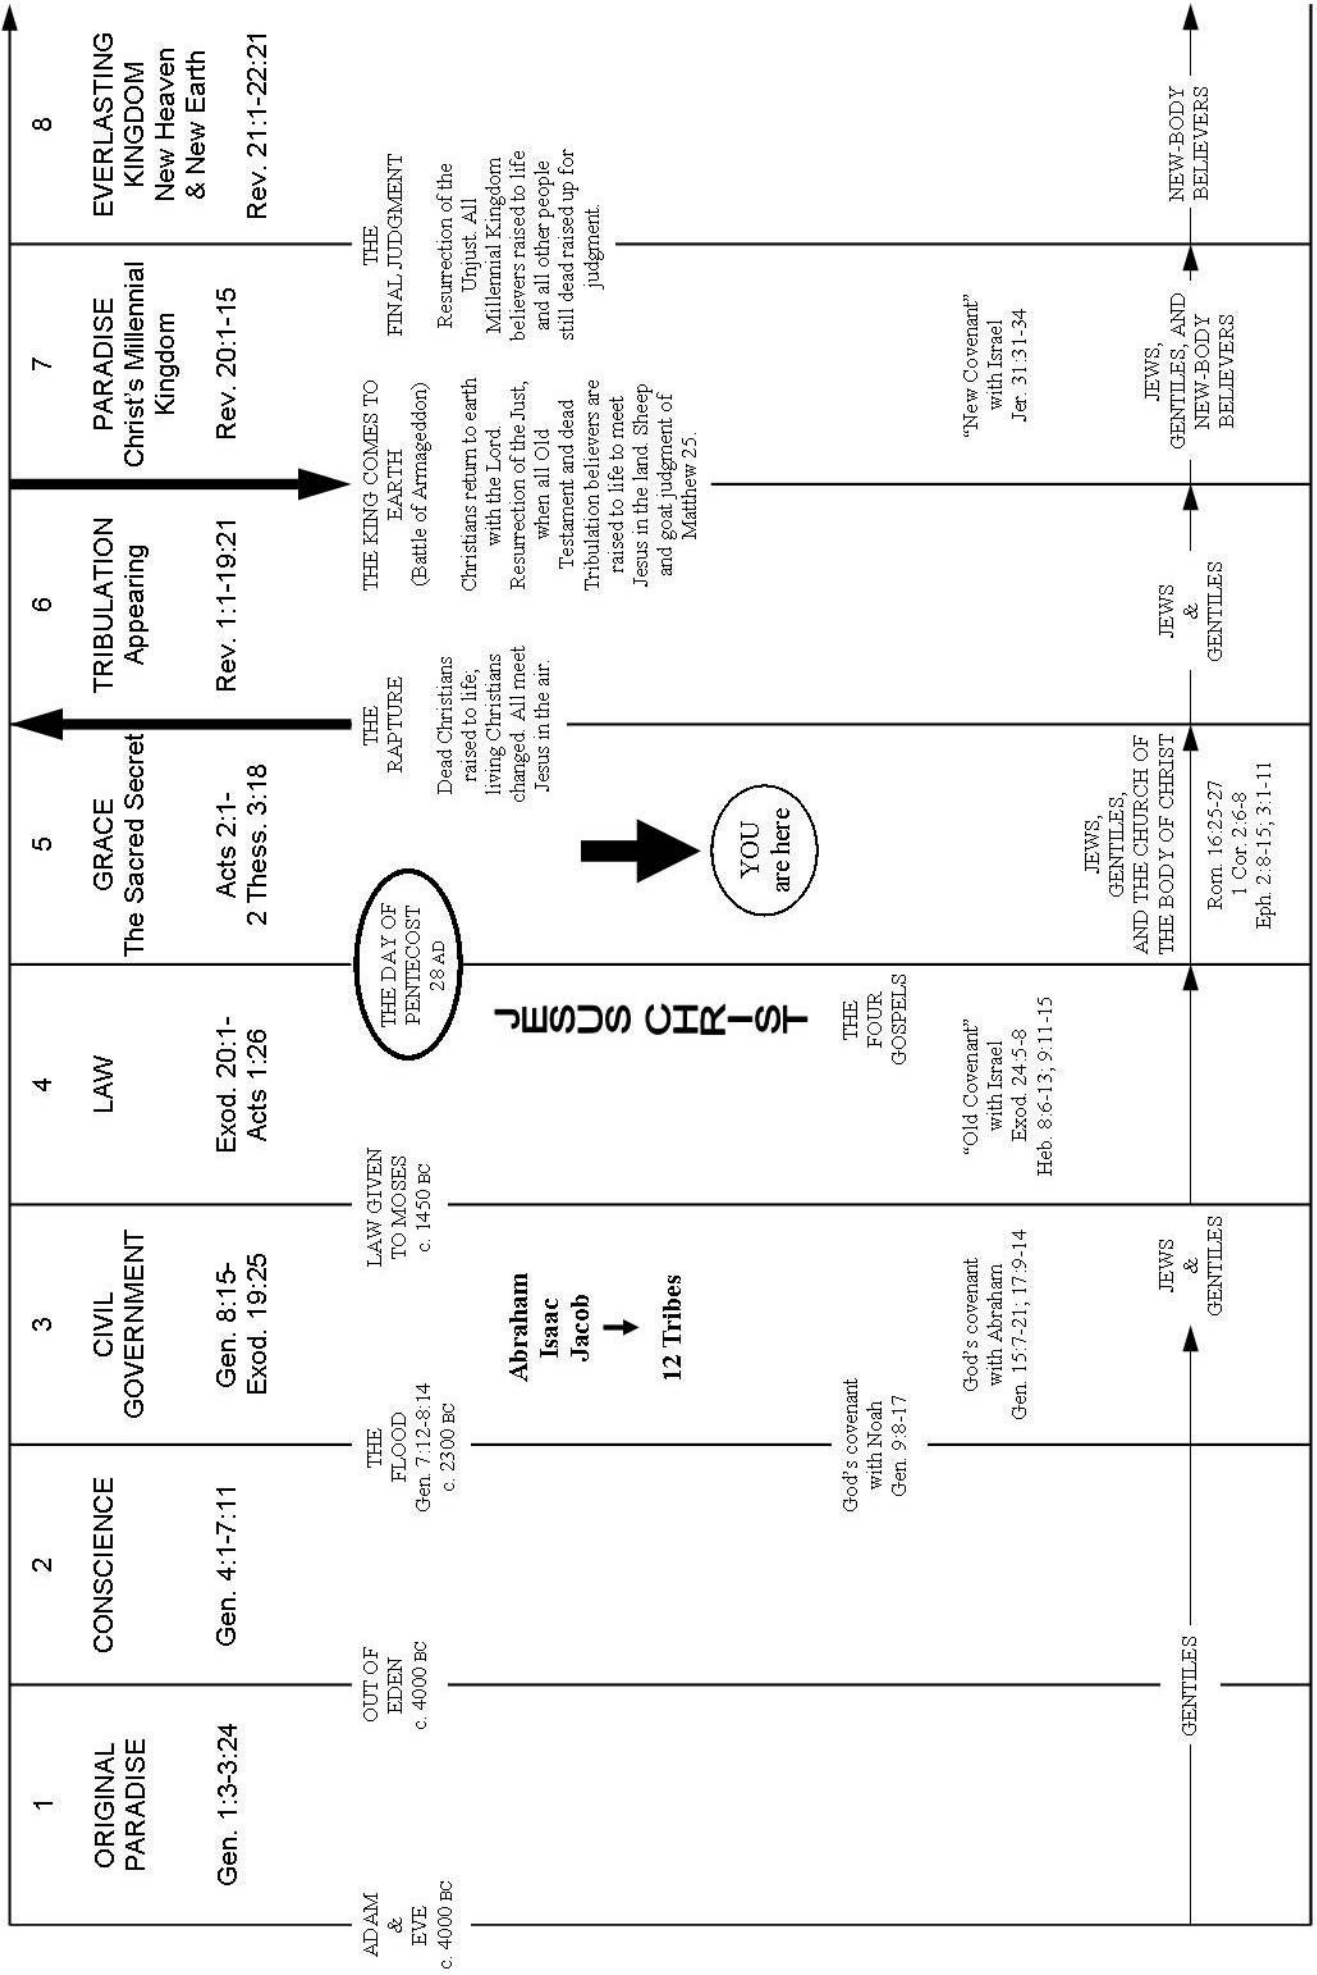 1
ORIGINAL
PARADISE
Gen. 1:3-3:24
2
CONSCIENCE
Gen. 4:1-7:11
3
CIVIL
GOVERNMENT
Gen. 8:15-
Exod. 19:25
4
LAW
Exod. 20:1-
Acts 1:26
5
GRACE
The Sacred Secret
Acts 2:1-
2 Thess. 3:18
6
TRIBULATION
Appearing
Rev. 1:1-19:21
7
PARADISE
Christ's Millennial
Kingdom
Rev. 20:1-15
8
EVERLASTING
KINGDOM
New Heaven
& New Earth
Rev. 21:1-22:21
ADAM
&
EVE
c. 4000 BC
OUT OF
EDEN
c. 4000 BC
THE
FLOOD
Gen. 7:12-8:14
c. 2300 BC
LAW GIVEN
TO MOSES
c. 1450 BC
THE DAY OF
PENTECOST
28 AD
THE
RAPTURE
Dead Christians
raised to life;
living Christians
changed. All meet
Jesus in the air.
THE KING COMES TO
EARTH
(Battle of Armageddon)
Christians return to earth
with the Lord.
Resurrection of the Just,
when all Old
Testament and dead
Tribulation believers are
raised to life to meet
Jesus in the land. Sheep
and goat judgment of
Matthew 25.
THE
FINAL JUDGMENT
Resurrection of the
Unjust. All
Millennial Kingdom
believers raised to life
and all other people
still dead raised up for
judgment.
Abraham
Isaac
Jacob
12 Tribes
JESUS CHRIST
YOU
are here
God's covenant
with Noah
Gen. 9:8-17
THE
FOUR
GOSPELS
God's covenant
with Abraham
Gen. 15:7-21; 17:9-14
“Old Covenant”
with Israel
Exod. 24:5-8
Heb. 8:6-13; 9:11-15
“New Covenant”
with Israel
Jer. 31:31-34
GENTILES
JEWS
&
GENTILES
JEWS,
GENTILES,
AND THE CHURCH OF
THE BODY OF CHRIST
Rom. 16:25-27
1 Cor. 2:6-8
Eph. 2:8-15; 3:1-11
JEWS
&
GENTILES
JEWS,
GENTILES, AND
NEW-BODY
BELIEVERS
NEW-BODY
BELIEVERS